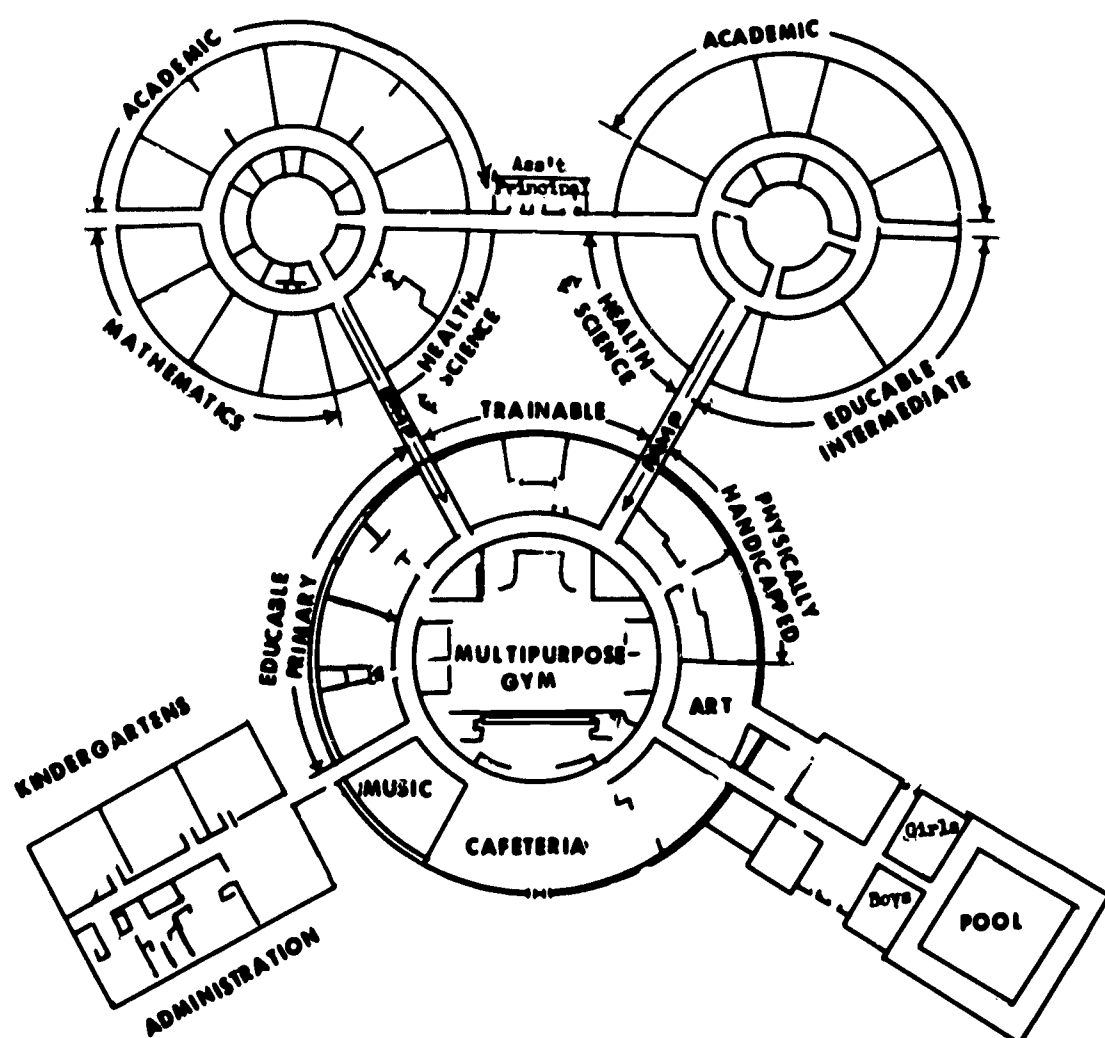 ACADEMIC
ACADEMIC
Ass't
Principal
MATHEMATICS
HEALTH
SCIENCE
HEALTH
SCIENCE
EDUCABLE
INTERMEDIATE
TRAINABLE
RAMP
PHYSICALLY
HANDICAPPED
EDUCABLE
PRIMARY
MULTIPURPOSE
GYM
ART
KINDERGARTENS
MUSIC
CAFETERIA
Girls
Boys
POOL
ADMINISTRATION